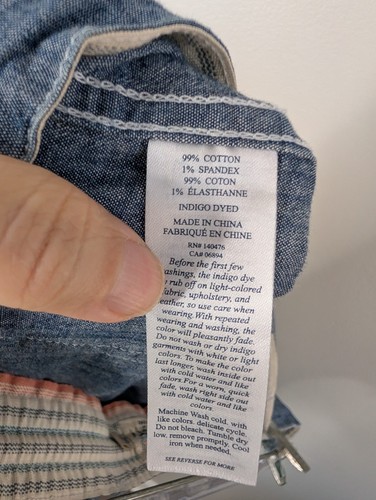 99% COTTON
1% SPANDEX
99% COTON
1% ÉLASTHANNE
INDIGO DYED
MADE IN CHINA
FABRIQUÉ EN CHINE
RN# 140476
CA# 06894
Before the first few
ashings, the indigo dye
rub off on light-colored
fabric, upholstery, and
eather, so use care when
wearing. With repeated
wearing and washing, the
color will pleasantly fade.
Do not wash or dry indigo
garments with white or light
colors. To make the color
last longer, wash inside out
with cold water and like
colors. For a worn, quick
fade, wash right side out
with cold water and like
colors.
Machine Wash cold, with
like colors, delicate cycle.
Do not bleach. Tumble dry
low, remove promptly. Cool
iron when needed.
SEE REVERSE FOR MORE